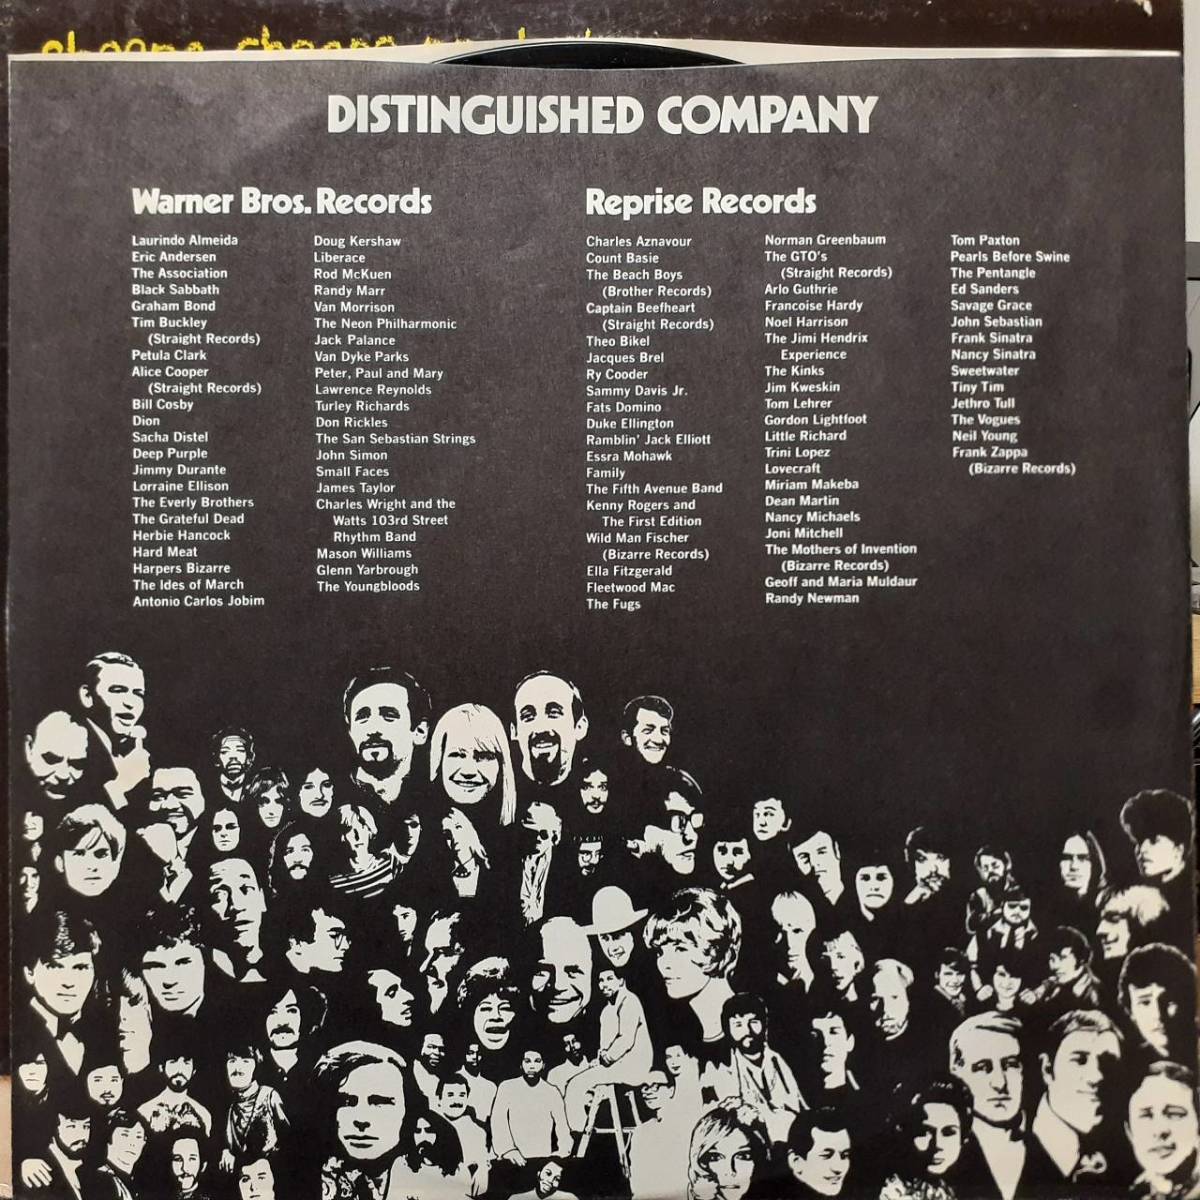 DISTINGUISHED COMPANY
Warner Bros. Records
Laurindo Almeida
Eric Andersen
The Association
Black Sabbath
Graham Bond
Tim Buckley
(Straight Records)
Petula Clark
Alice Cooper
(Straight Records)
Bill Cosby
Dion
Sacha Distel
Deep Purple
Jimmy Durante
Lorraine Ellison
The Everly Brothers
The Grateful Dead
Herbie Hancock
Hard Meat
Harpers Bizarre
The Ides of March
Antonio Carlos Jobim
Doug Kershaw
Liberace
Rod McKuen
Randy Marr
Van Morrison
The Neon Philharmonic
Jack Palance
Van Dyke Parks
Peter, Paul and Mary
Lawrence Reynolds
Turley Richards
Don Rickles
The San Sebastian Strings
John Simon
Small Faces
James Taylor
Charles Wright and the
Watts 103rd Street
Rhythm Band
Mason Williams
Glenn Yarbrough
The Youngbloods
Reprise Records
Charles Aznavour
Count Basie
The Beach Boys
(Brother Records)
Captain Beefheart
(Straight Records)
Theo Bikel
Jacques Brel
Ry Cooder
Sammy Davis Jr.
Fats Domino
Duke Ellington
Ramblin' Jack Elliott
Essra Mohawk
Family
The Fifth Avenue Band
Kenny Rogers and
The First Edition
Wild Man Fischer
(Bizarre Records)
Ella Fitzgerald
Fleetwood Mac
The Fugs
Norman Greenbaum
The GTO's
(Straight Records)
Arlo Guthrie
Francoise Hardy
Noel Harrison
The Jimi Hendrix
Experience
The Kinks
Jim Kweskin
Tom Lehrer
Gordon Lightfoot
Little Richard
Trini Lopez
Lovecraft
Miriam Makeba
Dean Martin
Nancy Michaels
Joni Mitchell
The Mothers of Invention
(Bizarre Records)
Geoff and Maria Muldaur
Randy Newman
Tom Paxton
Pearls Before Swine
The Pentangle
Ed Sanders
Savage Grace
John Sebastian
Frank Sinatra
Nancy Sinatra
Sweetwater
Tiny Tim
Jethro Tull
The Vogues
Neil Young
Frank Zappa
(Bizarre Records)